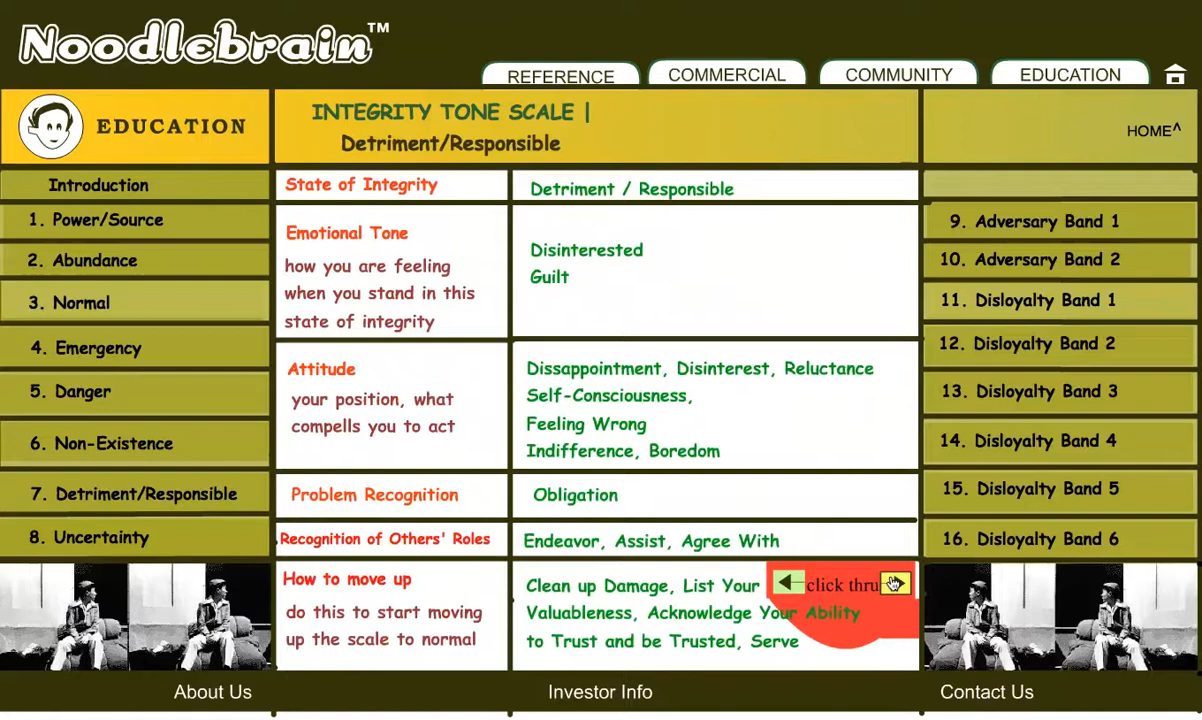 Noodlebrain™
REFERENCE
COMMERCIAL
COMMUNITY
EDUCATION
EDUCATION
INTEGRITY TONE SCALE |
Detriment/Responsible
HOME^
Introduction
1. Power/Source
2. Abundance
3. Normal
4. Emergency
5. Danger
6. Non-Existence
7. Detriment/Responsible
8. Uncertainty
State of Integrity
Detriment / Responsible
Emotional Tone
how you are feeling
when you stand in this
state of integrity
Disinterested
Guilt
Attitude
your position, what
compells you to act
Dissappointment, Disinterest, Reluctance
Self-Consciousness,
Feeling Wrong
Indifference, Boredom
Problem Recognition
Obligation
Recognition of Others' Roles
Endeavor, Assist, Agree With
How to move up
do this to start moving
up the scale to normal
Clean up Damage, List Your
Valuableness, Acknowledge Your Ability
to Trust and be Trusted, Serve
click thru
9. Adversary Band 1
10. Adversary Band 2
11. Disloyalty Band 1
12. Disloyalty Band 2
13. Disloyalty Band 3
14. Disloyalty Band 4
15. Disloyalty Band 5
16. Disloyalty Band 6
About Us
Investor Info
Contact Us